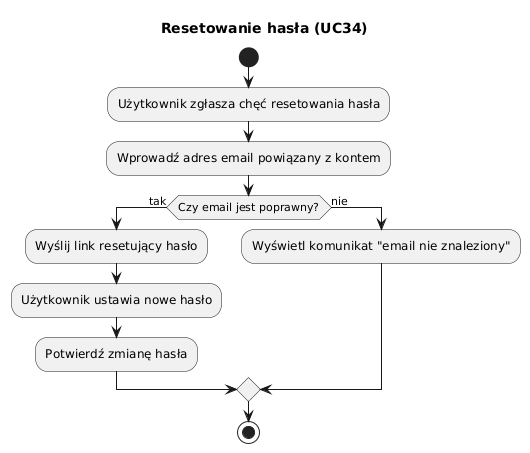 Resetowanie hasła (UC34)
Użytkownik zgłasza chęć resetowania hasła
Wprowadź adres email powiązany z kontem
Czy email jest poprawny?
tak
nie
Wyślij link resetujący hasło
Wyświetl komunikat "email nie znaleziony"
Użytkownik ustawia nowe hasło
Potwierdź zmianę hasła